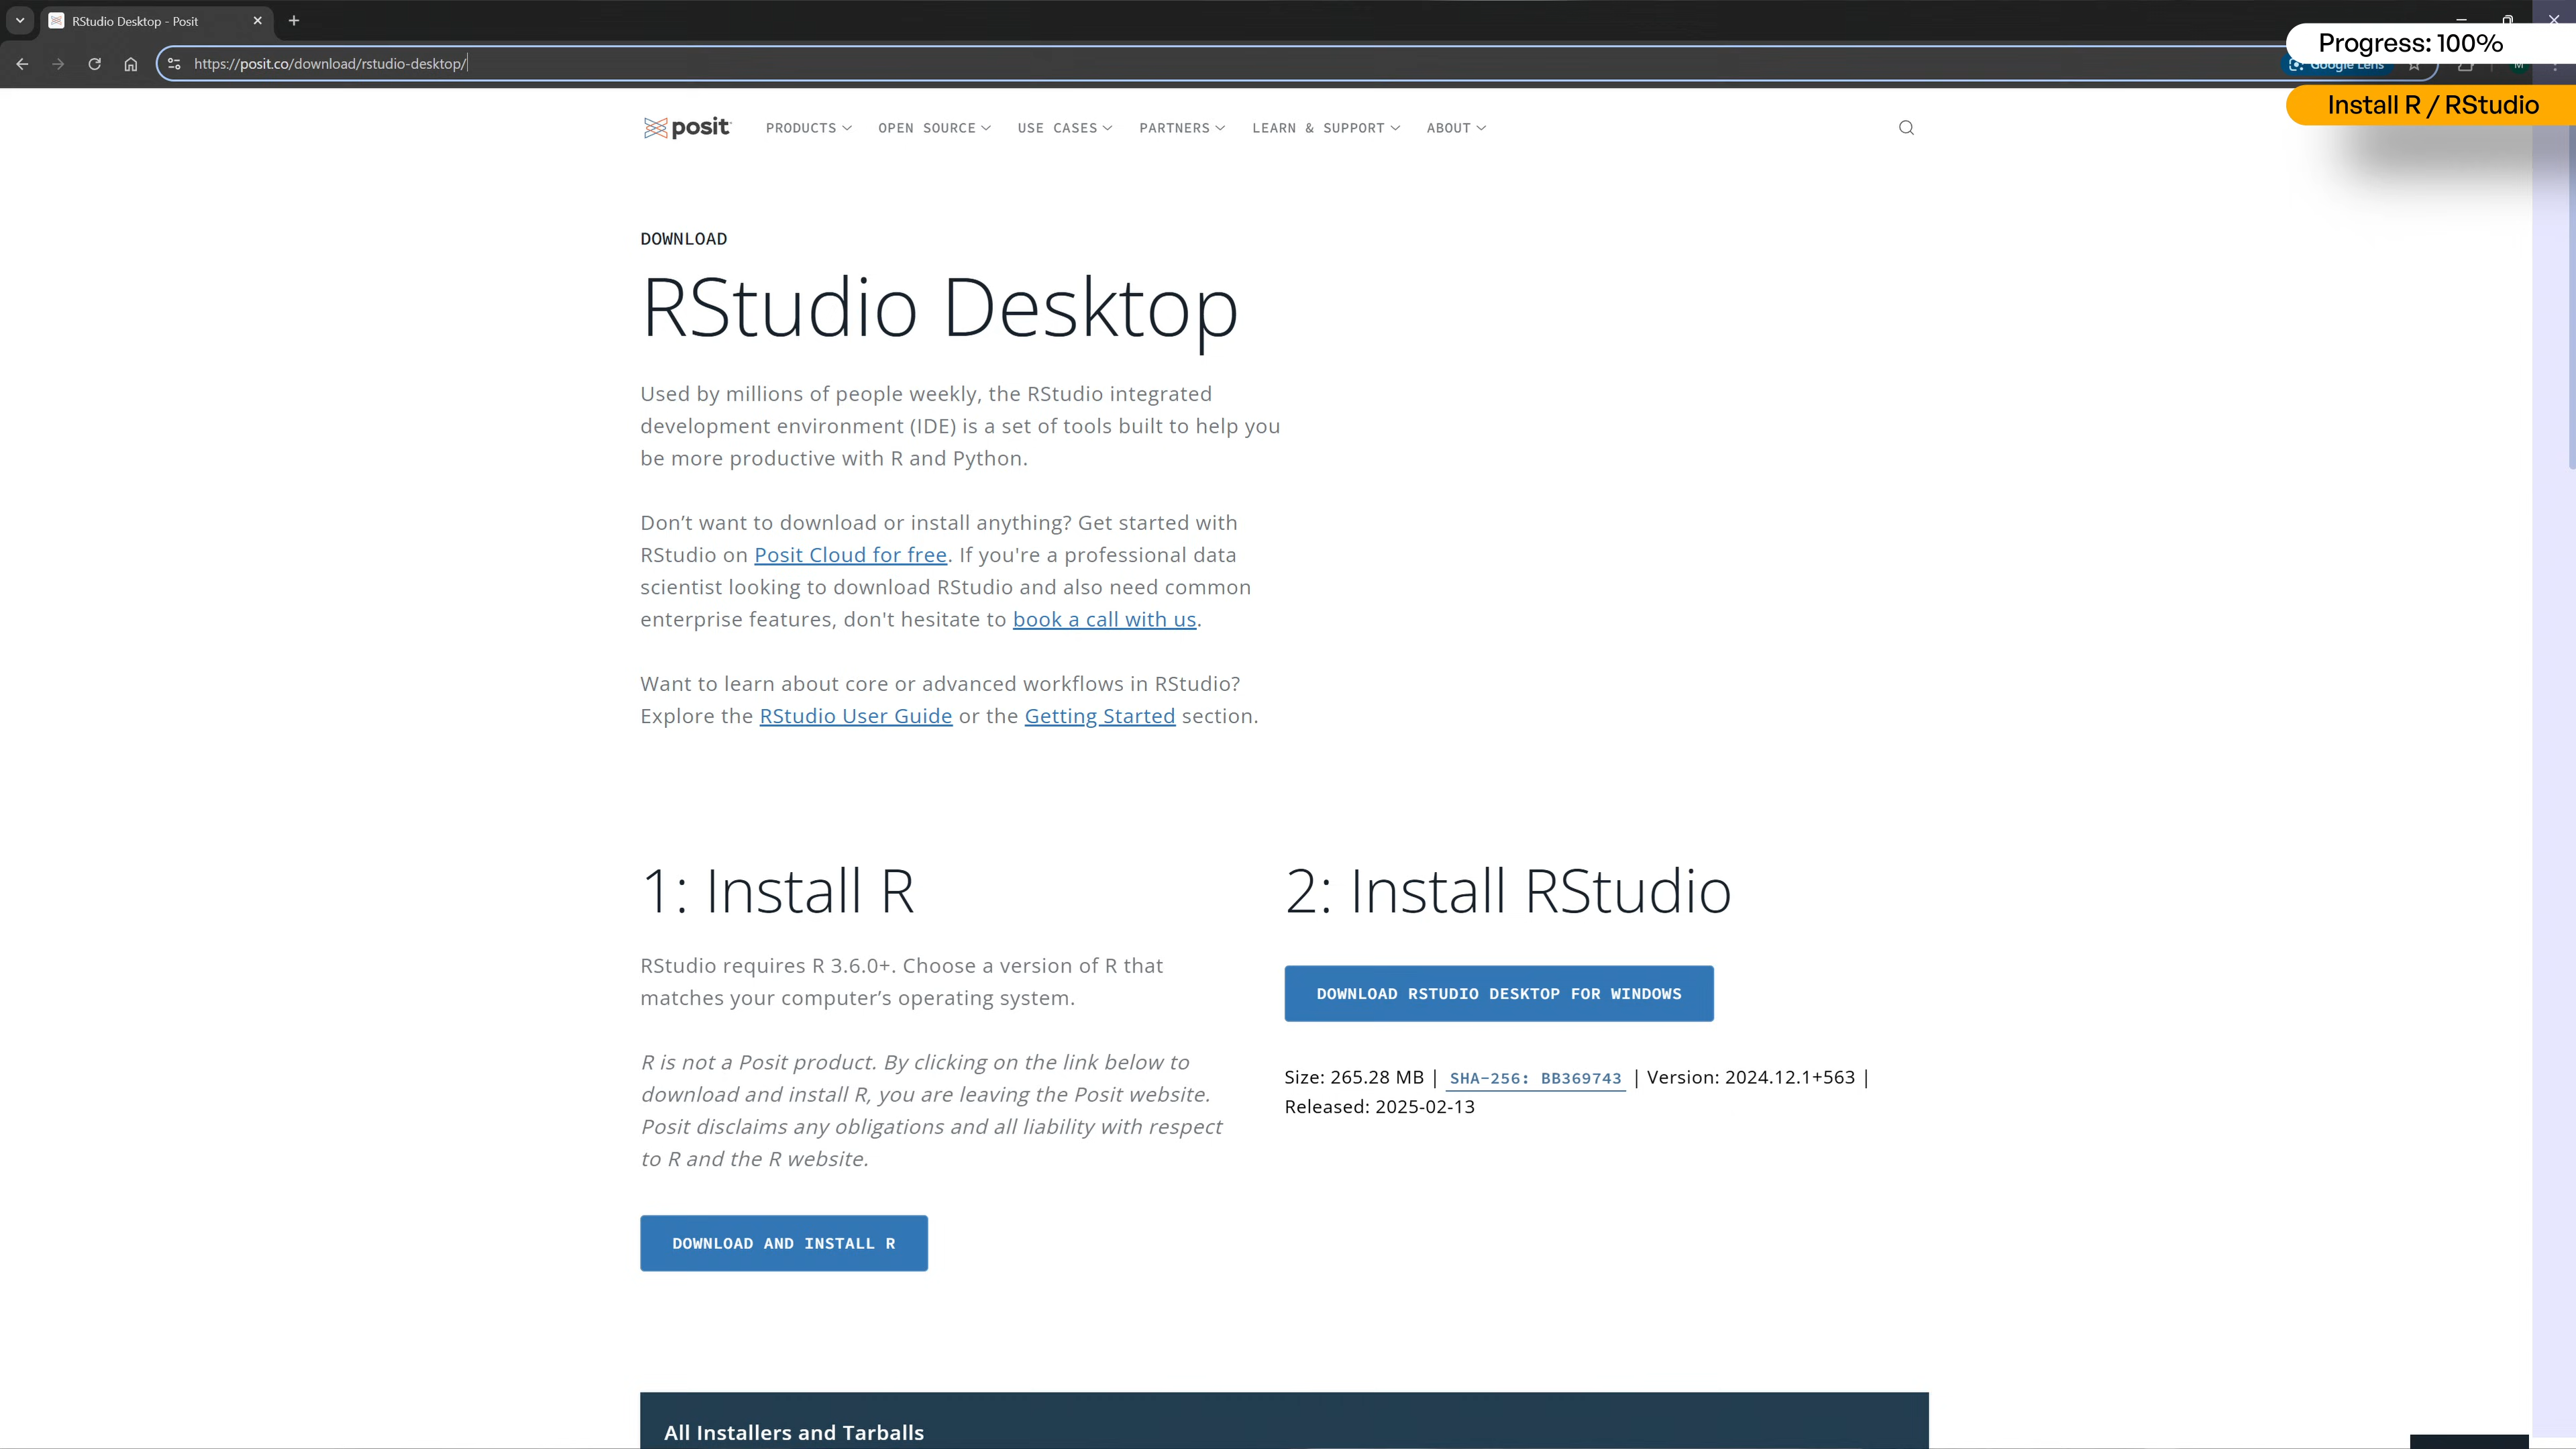 RStudio Desktop - Posit
Progress: 100%
https://posit.co/download/rstudio-desktop/
Google Lens
M
Install R / RStudio
posit
PRODUCTS
OPEN SOURCE
USE CASES
PARTNERS
LEARN & SUPPORT
ABOUT
DOWNLOAD
RStudio Desktop
Used by millions of people weekly, the RStudio integrated
development environment (IDE) is a set of tools built to help you
be more productive with R and Python.
Don’t want to download or install anything? Get started with
RStudio on Posit Cloud for free. If you're a professional data
scientist looking to download RStudio and also need common
enterprise features, don't hesitate to book a call with us.
Want to learn about core or advanced workflows in RStudio?
Explore the RStudio User Guide or the Getting Started section.
1: Install R
RStudio requires R 3.6.0+. Choose a version of R that
matches your computer’s operating system.
R is not a Posit product. By clicking on the link below to
download and install R, you are leaving the Posit website.
Posit disclaims any obligations and all liability with respect
to R and the R website.
DOWNLOAD AND INSTALL R
2: Install RStudio
DOWNLOAD RSTUDIO DESKTOP FOR WINDOWS
Size: 265.28 MB | SHA-256: BB369743 | Version: 2024.12.1+563 |
Released: 2025-02-13
All Installers and Tarballs